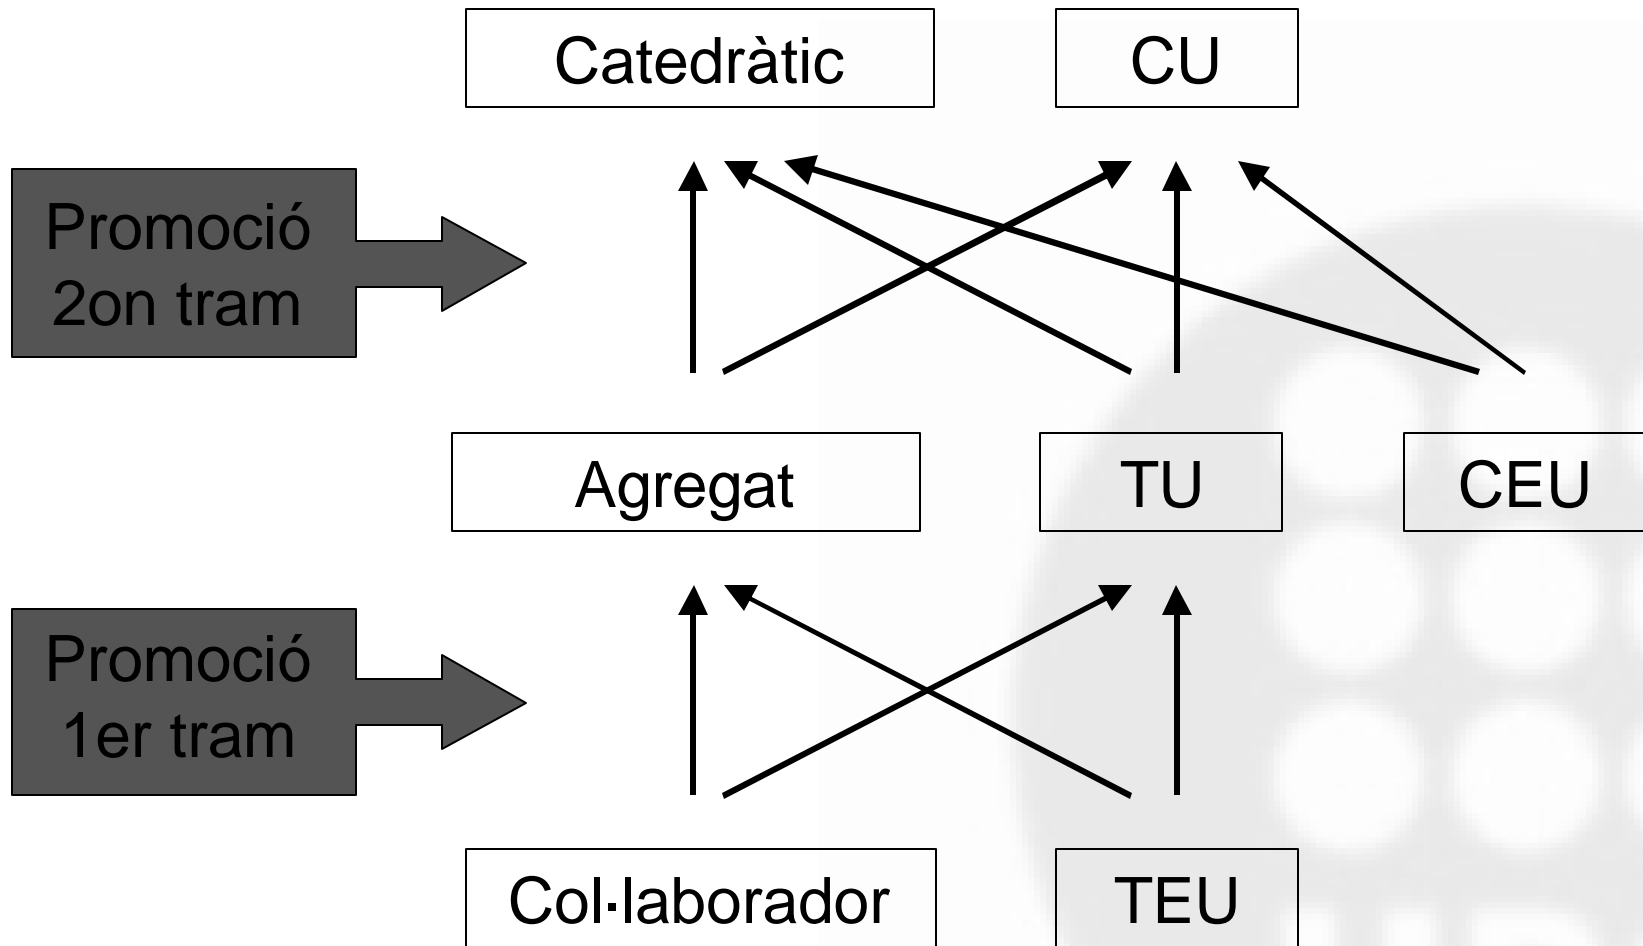 Catedràtic
CU
Promoció
2on tram
Agregat
TU
CEU
Promoció
1er tram
Col·laborador
TEU